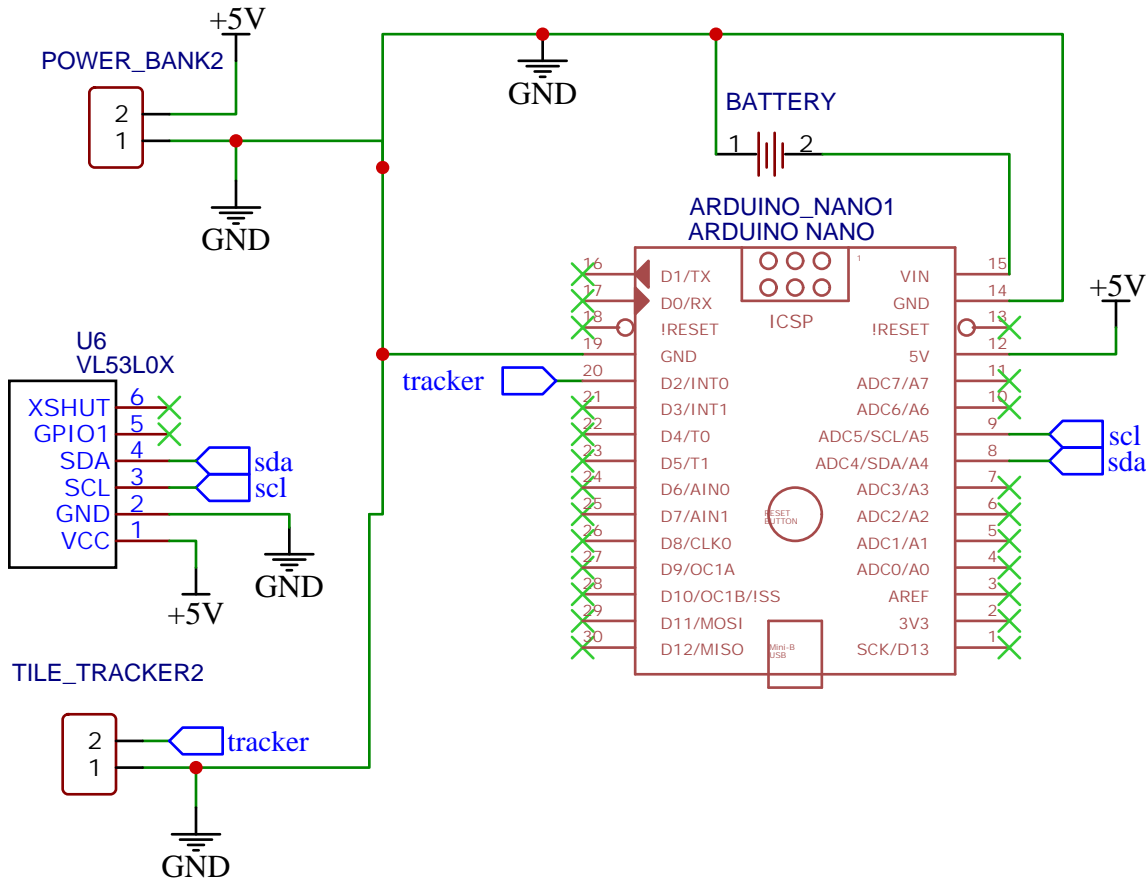 +5V
POWER_BANK2
2
1
GND
GND
BATTERY
1 2
ARDUINO_NANO1
ARDUINO NANO
1
ICSP
16 D1/TX
17 D0/RX
18 !RESET
19 GND
20 D2/INT0
21 D3/INT1
22 D4/T0
23 D5/T1
24 D6/AIN0
25 D7/AIN1
26 D8/CLK0
27 D9/OC1A
28 D10/OC1B/!SS
29 D11/MOSI
30 D12/MISO
VIN 15
GND 14
!RESET 13
5V 12
ADC7/A7 11
ADC6/A6 10
ADC5/SCL/A5 9
ADC4/SDA/A4 8
ADC3/A3 7
ADC2/A2 6
ADC1/A1 5
ADC0/A0 4
AREF 3
3V3 2
SCK/D13 1
RESET
BUTTON
Mini-B
USB
+5V
scl
sda
tracker
U6
VL53L0X
XSHUT 6
GPIO1 5
SDA 4
SCL 3
GND 2
VCC 1
sda
scl
GND
+5V
TILE_TRACKER2
2
1
tracker
GND